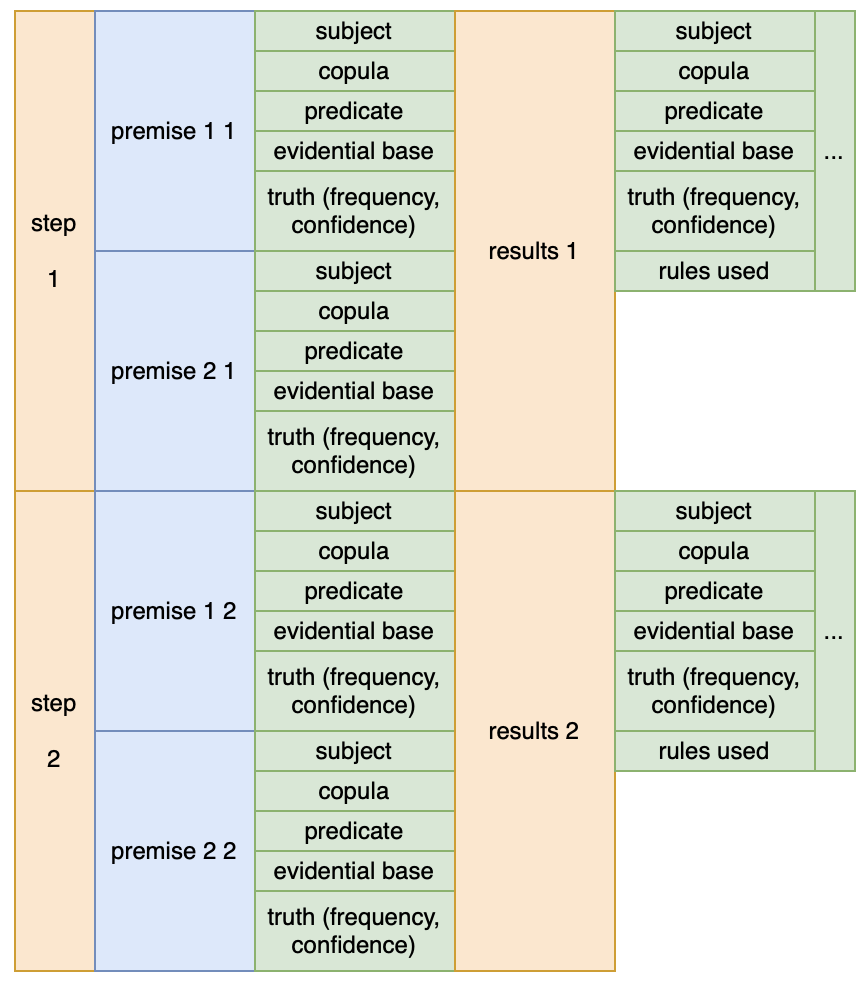 step
1
premise 1 1
subject
copula
predicate
evidential base
truth (frequency,
confidence)
premise 2 1
subject
copula
predicate
evidential base
truth (frequency,
confidence)
results 1
subject
copula
predicate
evidential base
truth (frequency,
confidence)
rules used
...
step
2
premise 1 2
subject
copula
predicate
evidential base
truth (frequency,
confidence)
premise 2 2
subject
copula
predicate
evidential base
truth (frequency,
confidence)
results 2
subject
copula
predicate
evidential base
truth (frequency,
confidence)
rules used
...